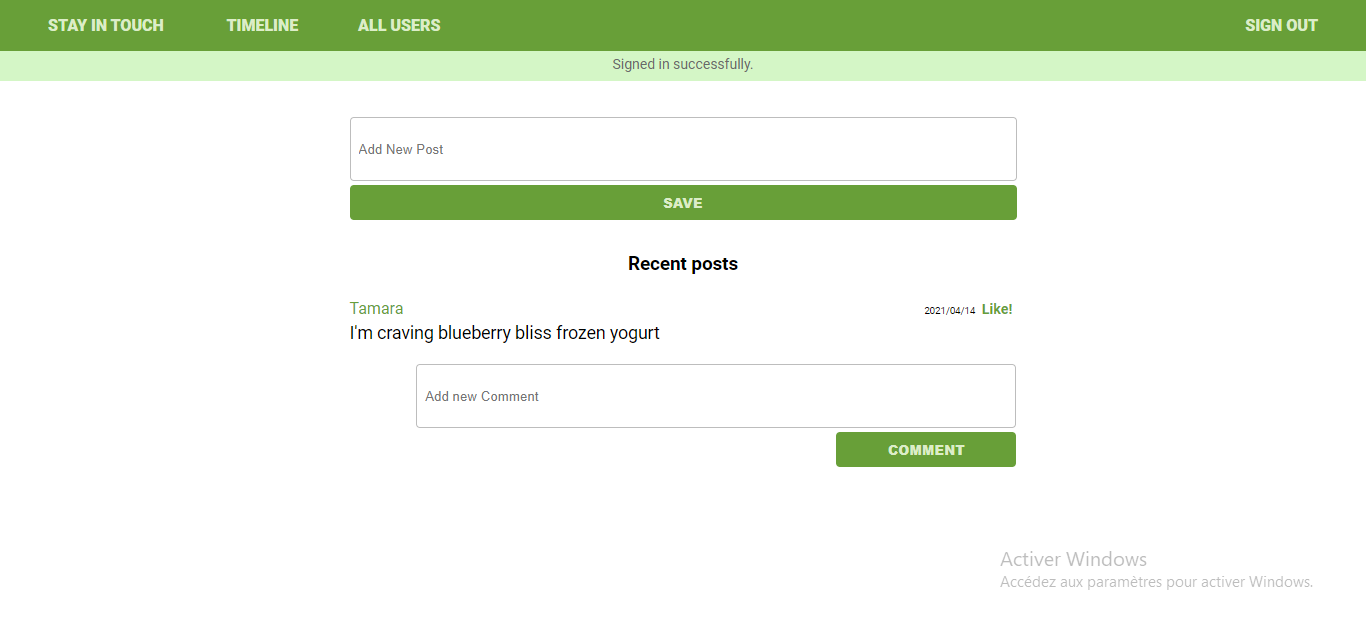 STAY IN TOUCH TIMELINE ALL USERS SIGN OUT
Signed in successfully.
Add New Post
SAVE
Recent posts
Tamara 2021/04/14 Like!
I'm craving blueberry bliss frozen yogurt
Add new Comment
COMMENT
Activer Windows
Accédez aux paramètres pour activer Windows.